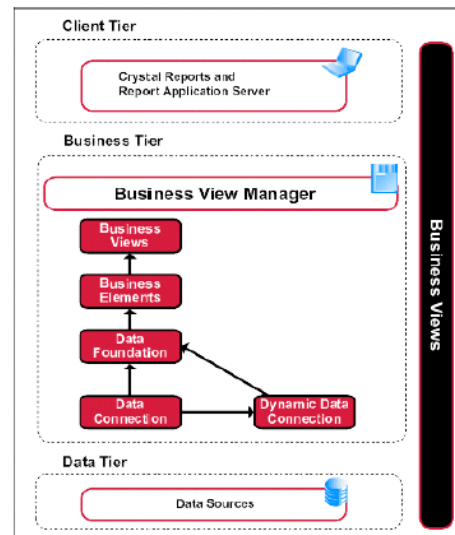 Client Tier
Crystal Reports and
Report Application Server
Business Tier
Business View Manager
Business
Views
Business
Elements
Data
Foundation
Data
Connection
Dynamic Data
Connection
Data Tier
Data Sources
Business Views